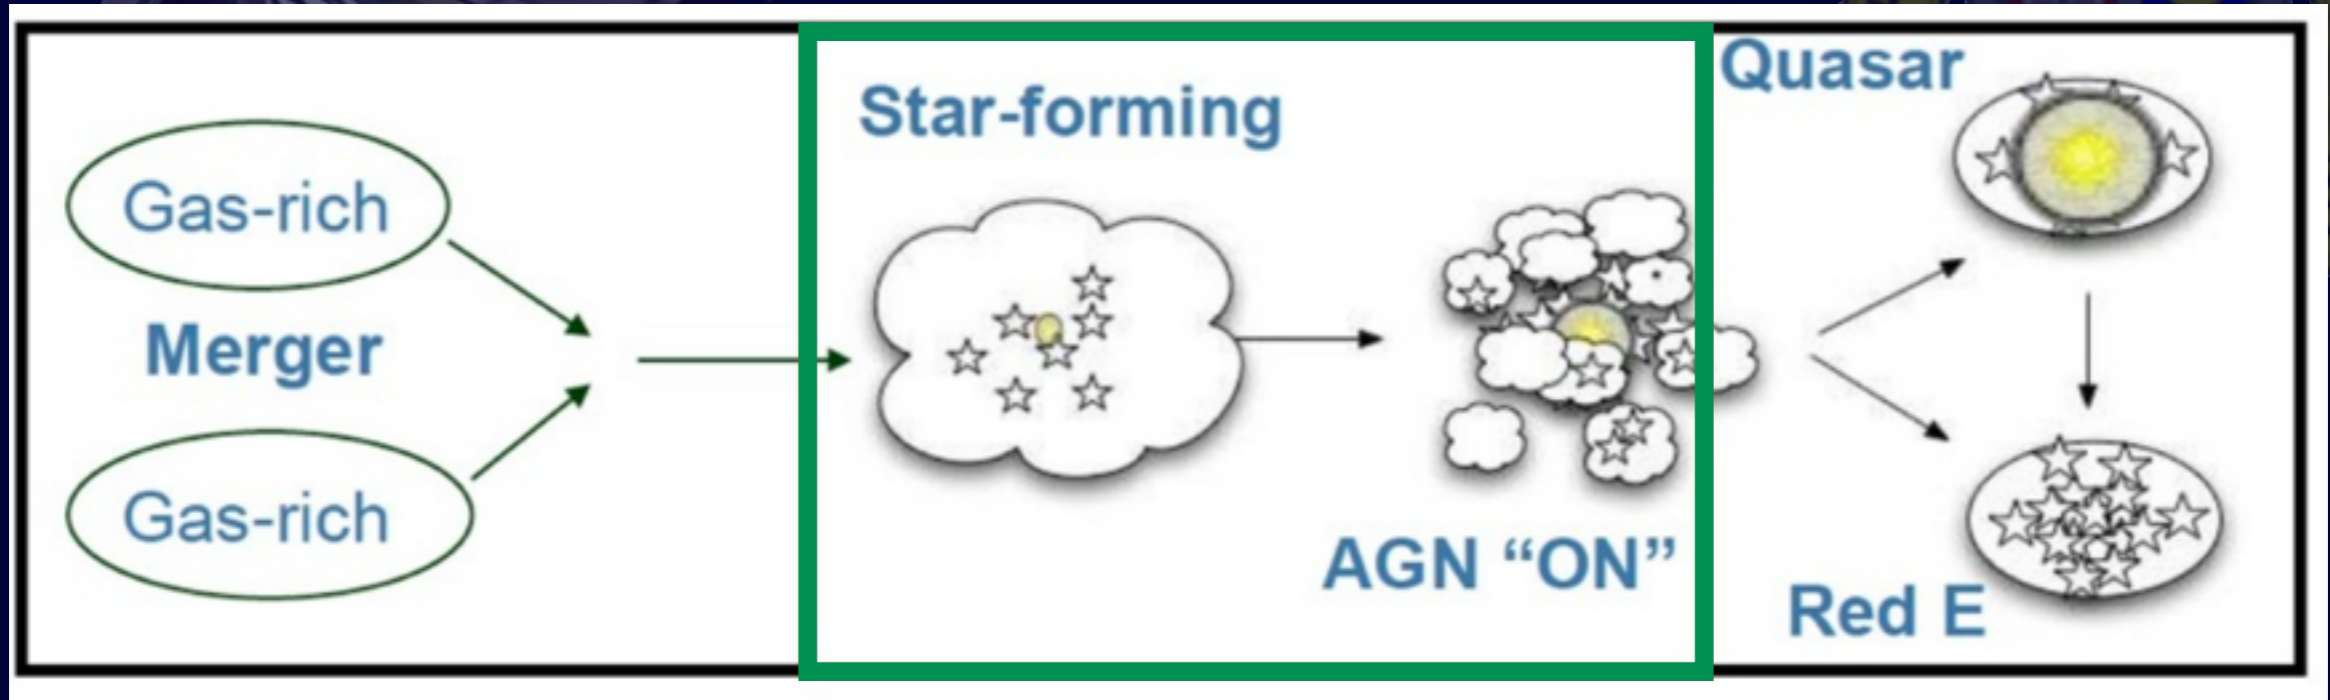 Gas-rich
Merger
Gas-rich
Star-forming
AGN “ON”
Quasar
Red E